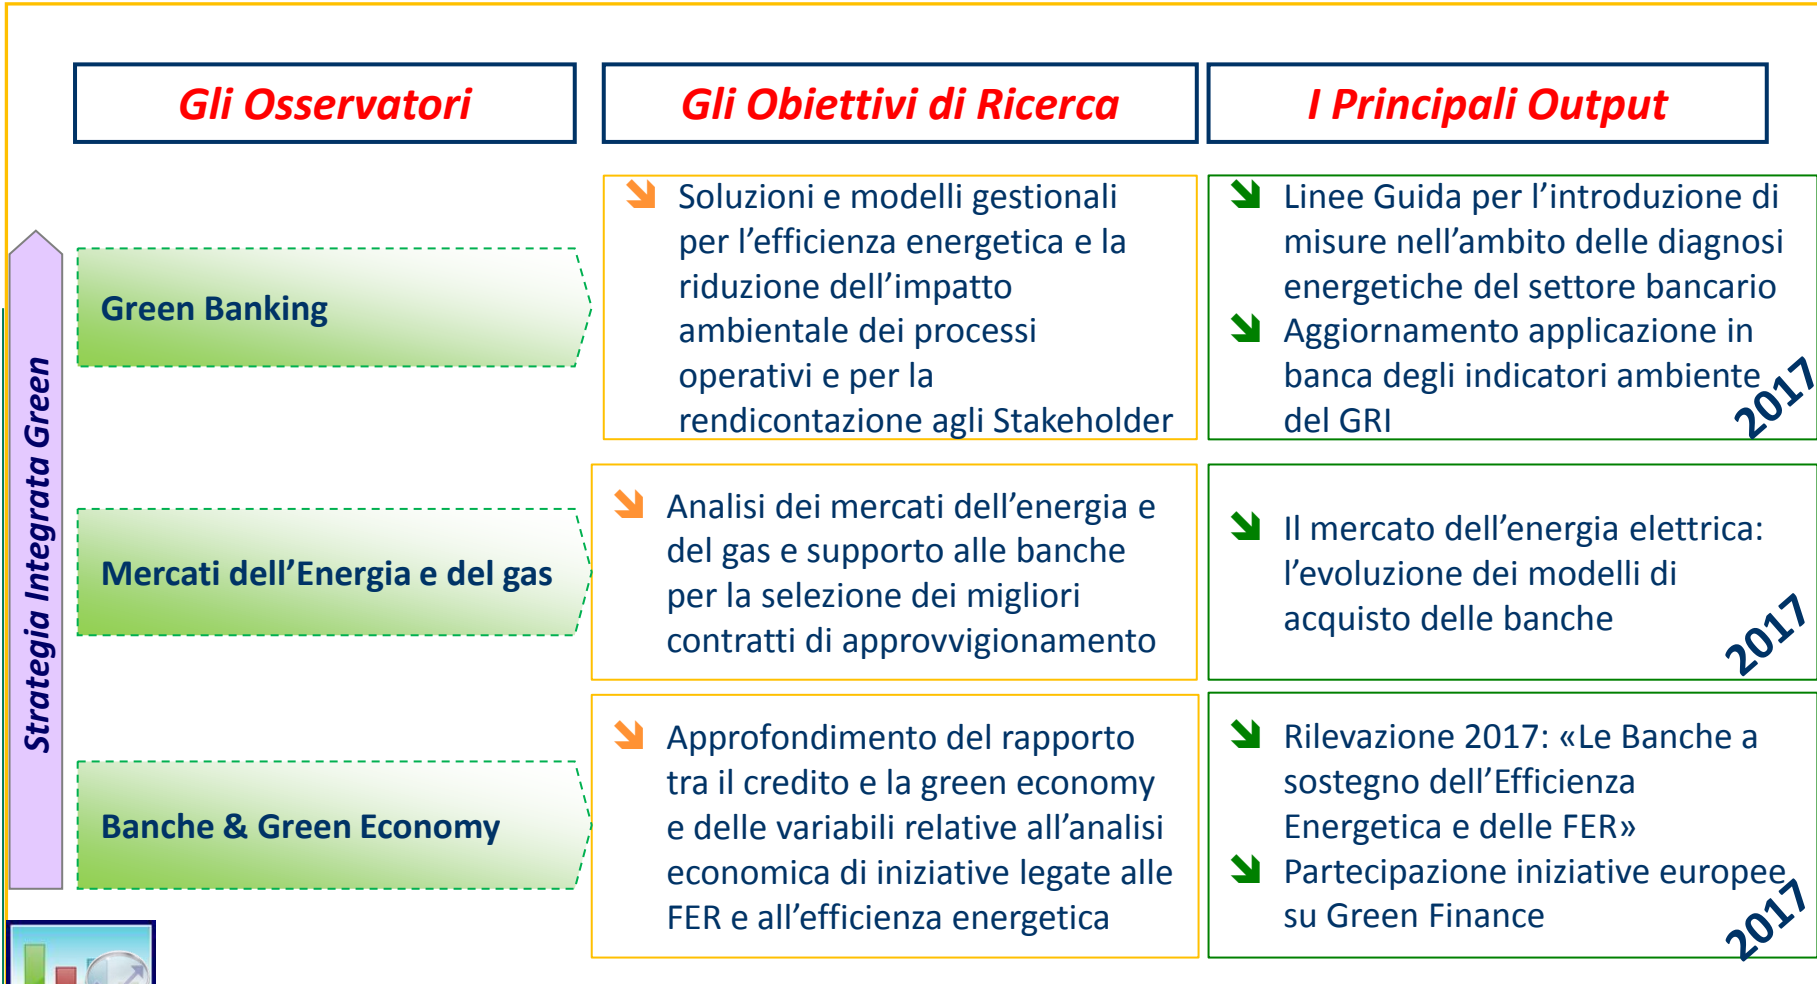 Gli Osservatori
Gli Obiettivi di Ricerca
I Principali Output
Strategia Integrata Green
Green Banking
Soluzioni e modelli gestionali
per l’efficienza energetica e la
riduzione dell’impatto
ambientale dei processi
operativi e per la
rendicontazione agli Stakeholder
Linee Guida per l’introduzione di
misure nell’ambito delle diagnosi
energetiche del settore bancario
Aggiornamento applicazione in
banca degli indicatori ambiente
del GRI
2017
Mercati dell’Energia e del gas
Analisi dei mercati dell’energia e
del gas e supporto alle banche
per la selezione dei migliori
contratti di approvvigionamento
Il mercato dell’energia elettrica:
l’evoluzione dei modelli di
acquisto delle banche
2017
Banche & Green Economy
Approfondimento del rapporto
tra il credito e la green economy
e delle variabili relative all’analisi
economica di iniziative legate alle
FER e all’efficienza energetica
Rilevazione 2017: «Le Banche a
sostegno dell’Efficienza
Energetica e delle FER»
Partecipazione iniziative europee
su Green Finance
2017